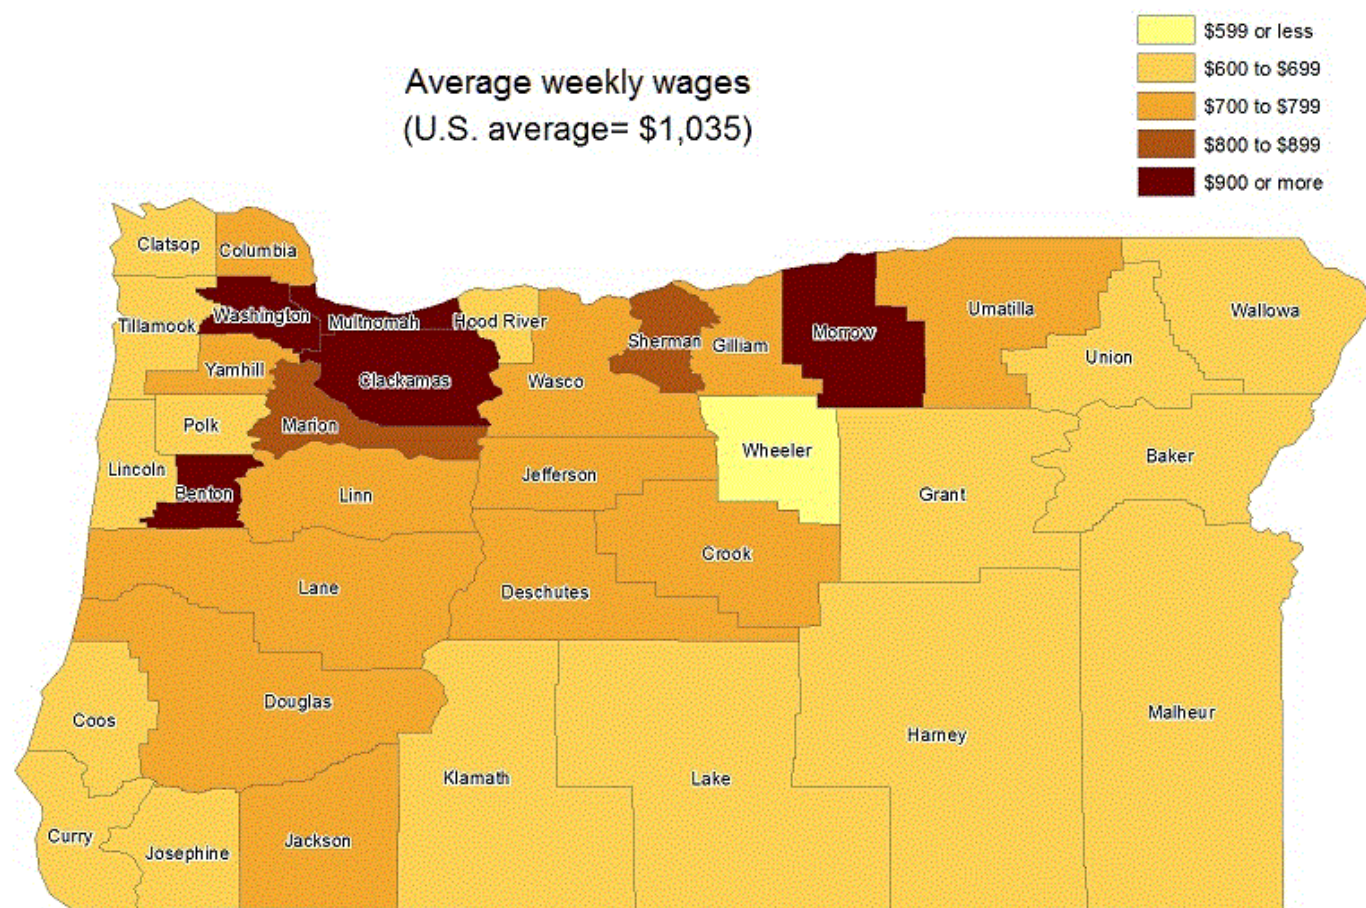 Average weekly wages
(U.S. average= $1,035)
$599 or less
$600 to $699
$700 to $799
$800 to $899
$900 or more
Clatsop
Columbia
Tillamook
Washington
Multnomah
Hood River
Sherman
Gilliam
Morrow
Umatilla
Wallowa
Union
Yamhill
Clackamas
Wasco
Polk
Marion
Wheeler
Baker
Lincoln
Benton
Linn
Jefferson
Grant
Crook
Lane
Deschutes
Douglas
Coos
Malheur
Harney
Klamath
Lake
Curry
Josephine
Jackson